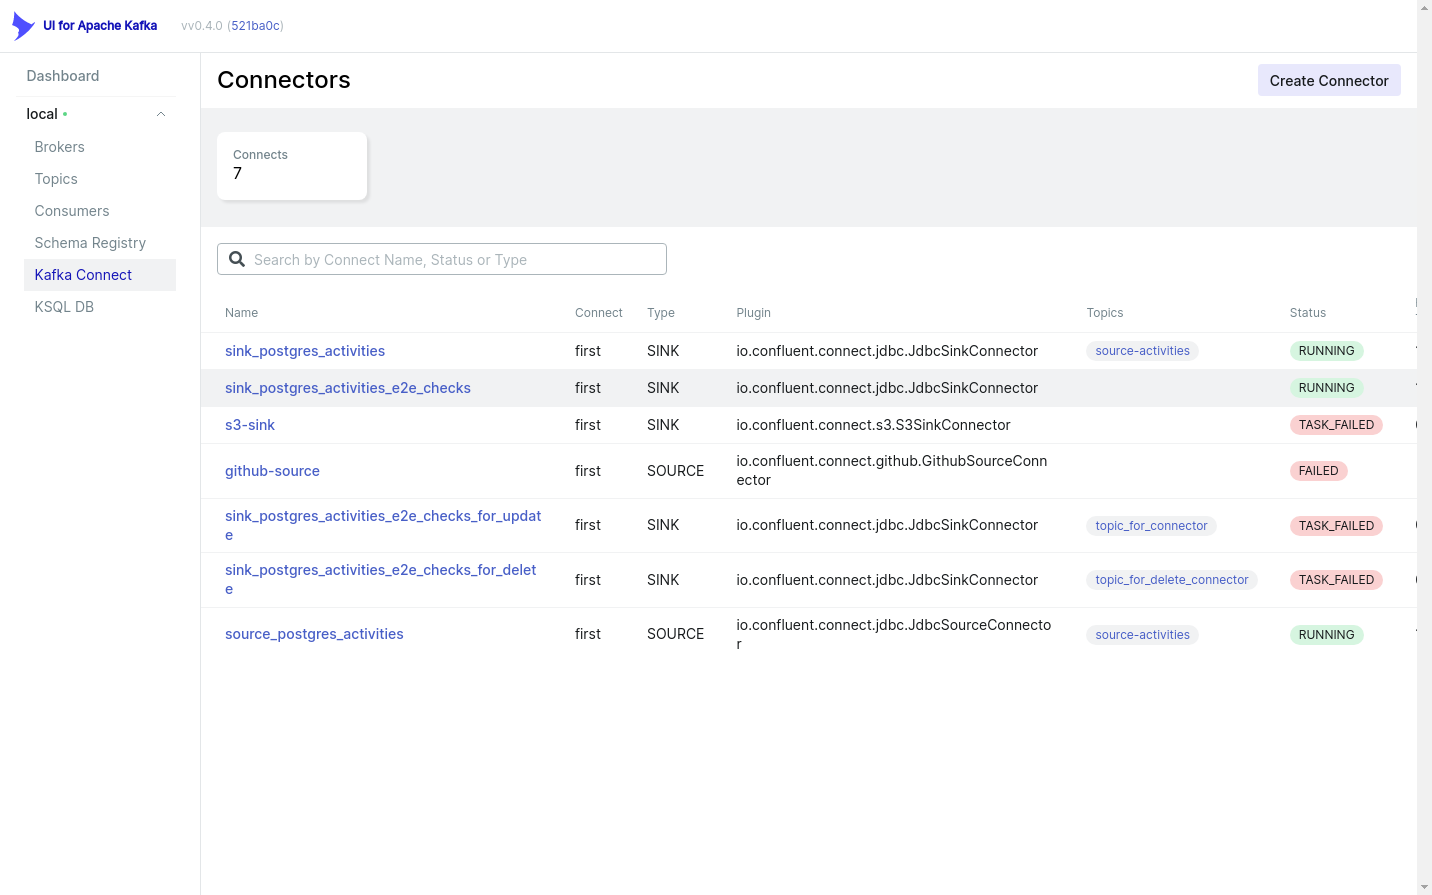 UI for Apache Kafka vv0.4.0 (521ba0c)
Dashboard
local
Brokers
Topics
Consumers
Schema Registry
Kafka Connect
KSQL DB
Connectors
Create Connector
Connects
7
Search by Connect Name, Status or Type
Name Connect Type Plugin Topics Status
sink_postgres_activities first SINK io.confluent.connect.jdbc.JdbcSinkConnector source-activities RUNNING
sink_postgres_activities_e2e_checks first SINK io.confluent.connect.jdbc.JdbcSinkConnector RUNNING
s3-sink first SINK io.confluent.connect.s3.S3SinkConnector TASK_FAILED
github-source first SOURCE io.confluent.connect.github.GithubSourceConn FAILED
ector
sink_postgres_activities_e2e_checks_for_updat first SINK io.confluent.connect.jdbc.JdbcSinkConnector topic_for_connector TASK_FAILED
e
sink_postgres_activities_e2e_checks_for_delet first SINK io.confluent.connect.jdbc.JdbcSinkConnector topic_for_delete_connector TASK_FAILED
e
source_postgres_activities first SOURCE io.confluent.connect.jdbc.JdbcSourceConnecto source-activities RUNNING
r